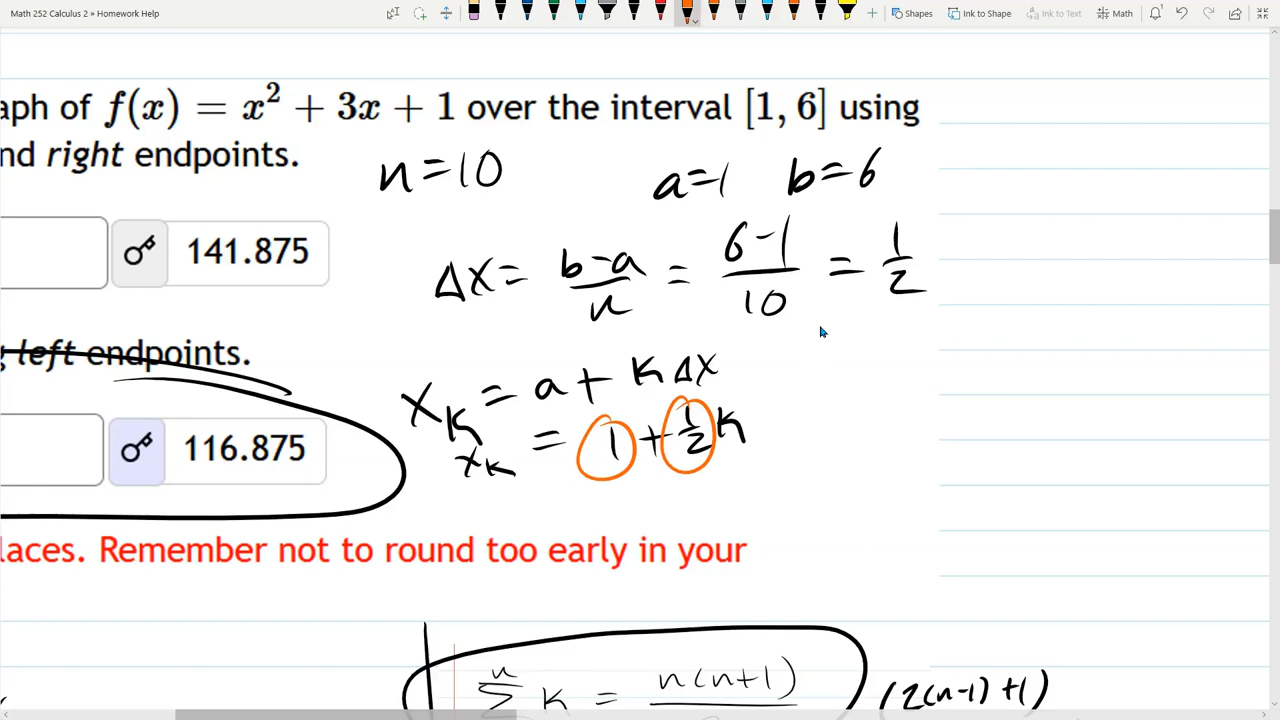 Math 252 Calculus 2 » Homework Help
Shapes Ink to Shape Ink to Text Math
aph of f(x) = x² + 3x + 1 over the interval [1, 6] using
nd right endpoints.
n=10 a=1 b=6
141.875
Δx = b-a/n = 6-1/10 = 1/2
g left endpoints.
x_K = a + KΔx
116.875
x_K = 1 + 1/2 K
laces. Remember not to round too early in your
n
Σ K = n(n+1) (2(n-1)+1)